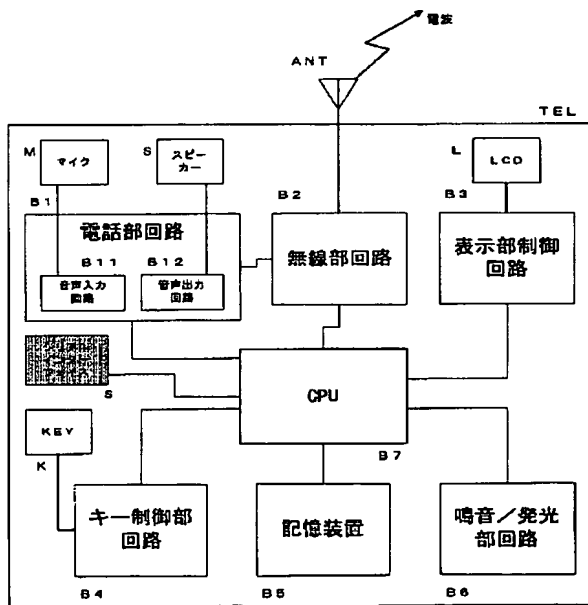 電波
ANT
TEL
M
マイク
S
スピー
カー
L
LCD
B1
B2
B3
電話部回路
B11
B12
音声入力
回路
音声出力
回路
無線部回路
表示部制御
回路
S
CPU
B7
KEY
K
キー制御部
回路
記憶装置
鳴音/発光
部回路
B4
B5
B6